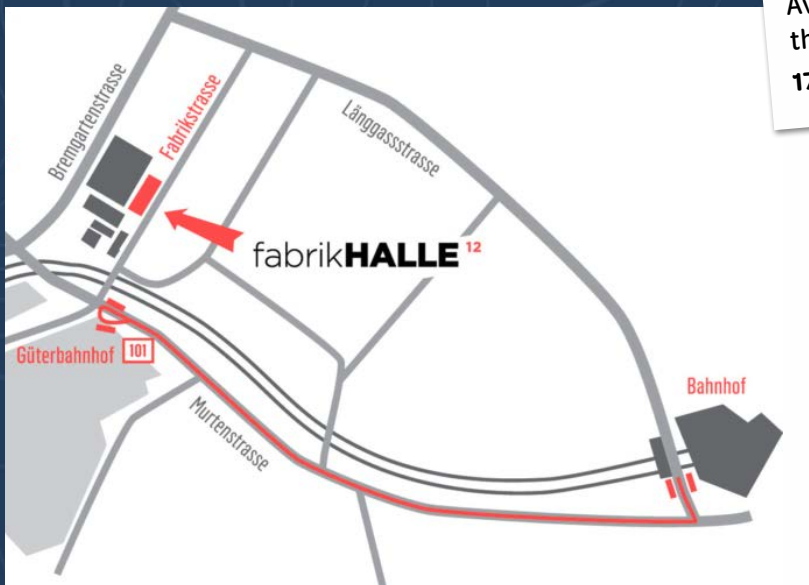 Bremgartenstrasse
Fabrikstrasse
Länggassstrasse
fabrikHALLE 12
Güterbahnhof 101
Murtenstrasse
Bahnhof